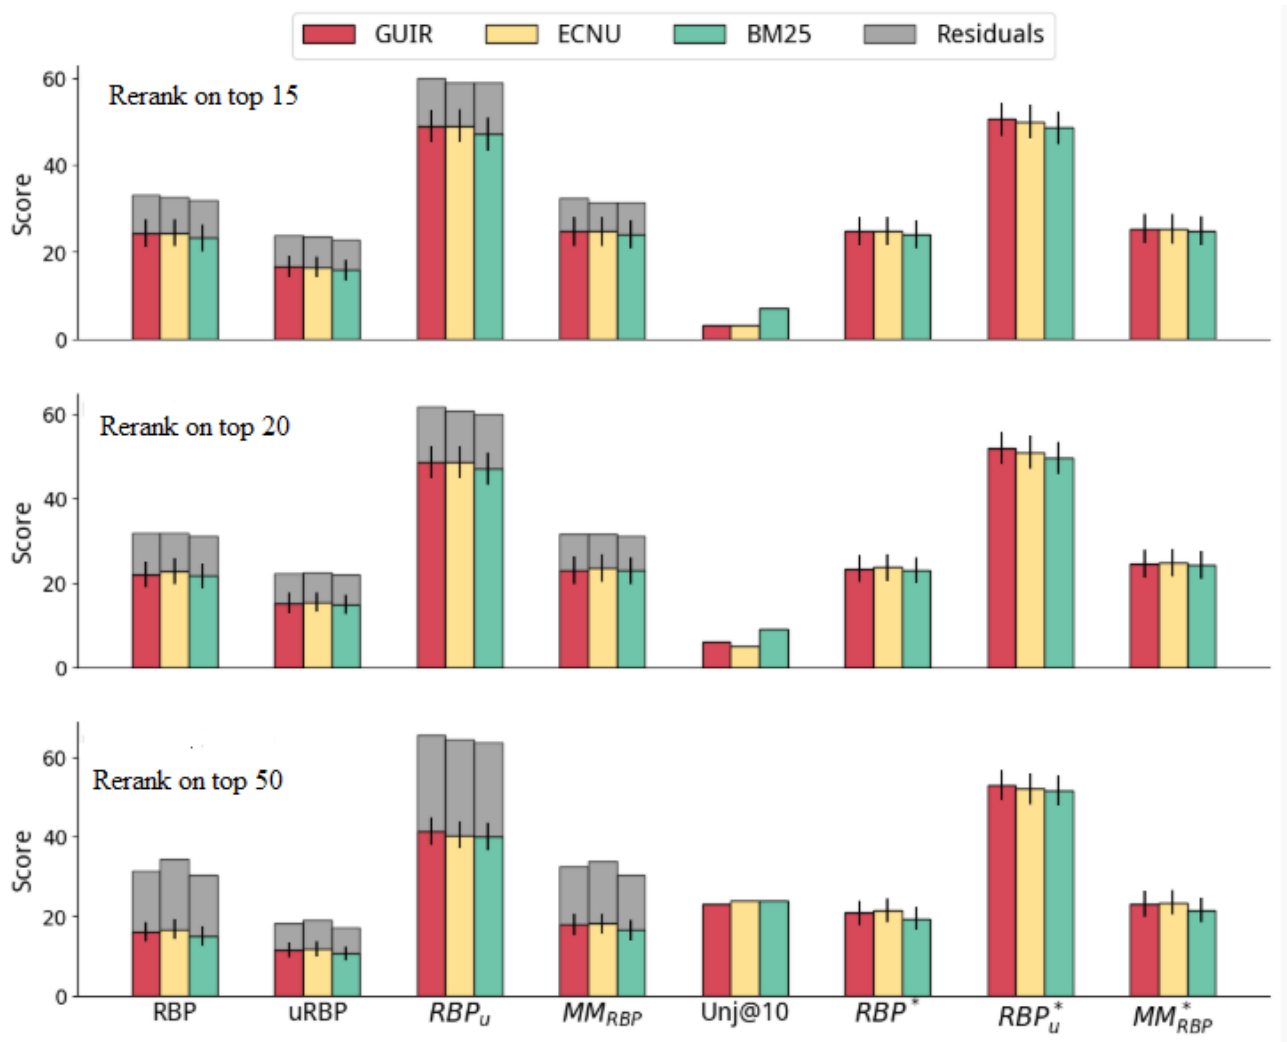 GUIR ECNU BM25 Residuals
Rerank on top 15
Score
60
40
20
0
Rerank on top 20
Score
60
40
20
0
Rerank on top 50
Score
60
40
20
0
RBP uRBP RBP_u MM_RBP Unj@10 RBP* RBP*_u MM*_RBP